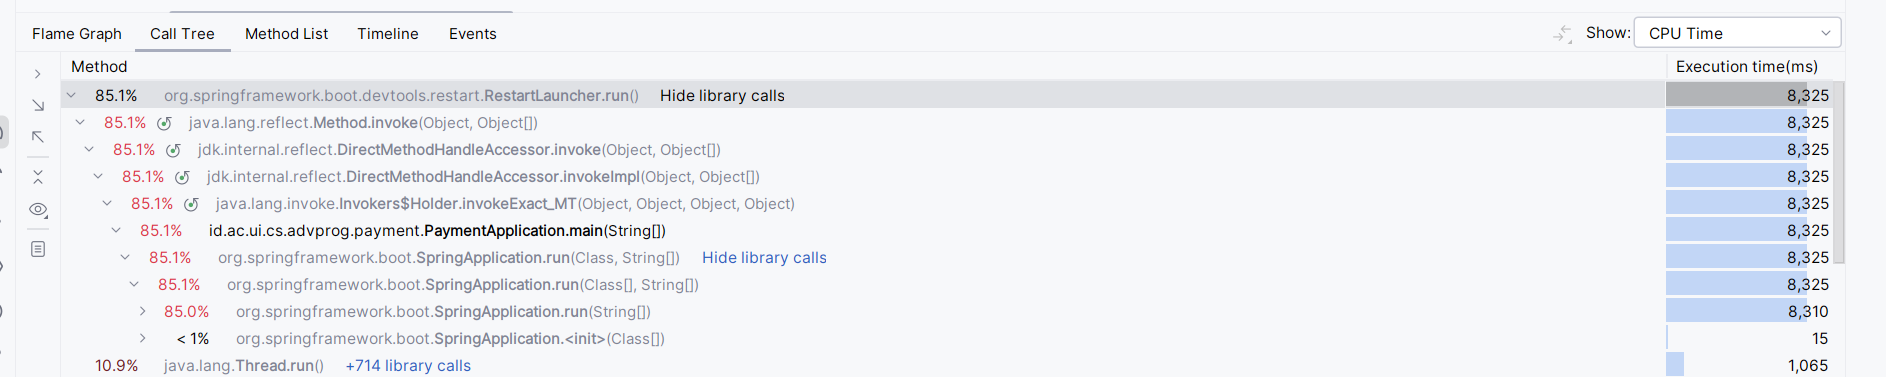 Flame Graph Call Tree Method List Timeline Events Show: CPU Time
Method Execution time(ms)
85.1% org.springframework.boot.devtools.restart.RestartLauncher.run() Hide library calls 8,325
85.1% java.lang.reflect.Method.invoke(Object, Object[]) 8,325
85.1% jdk.internal.reflect.DirectMethodHandleAccessor.invoke(Object, Object[]) 8,325
85.1% jdk.internal.reflect.DirectMethodHandleAccessor.invokeImpl(Object, Object[]) 8,325
85.1% java.lang.invoke.Invokers$Holder.invokeExact_MT(Object, Object, Object, Object) 8,325
85.1% id.ac.ui.cs.advprog.payment.PaymentApplication.main(String[]) 8,325
85.1% org.springframework.boot.SpringApplication.run(Class, String[]) Hide library calls 8,325
85.1% org.springframework.boot.SpringApplication.run(Class[], String[]) 8,325
85.0% org.springframework.boot.SpringApplication.run(String[]) 8,310
< 1% org.springframework.boot.SpringApplication.<init>(Class[]) 15
10.9% java.lang.Thread.run() +714 library calls 1,065